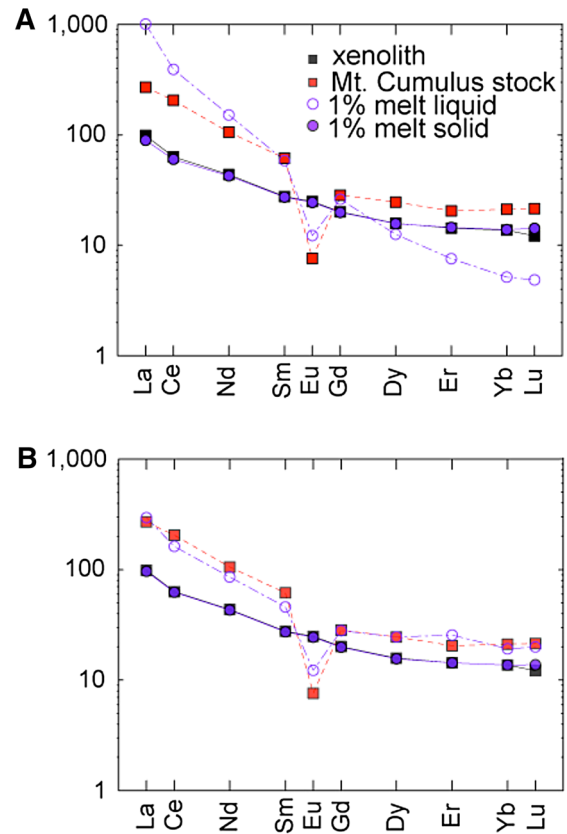 A
1,000
100
10
1
xenolith
Mt. Cumulus stock
1% melt liquid
1% melt solid
La Ce Nd Sm Eu Gd Dy Er Yb Lu
B
1,000
100
10
1
La Ce Nd Sm Eu Gd Dy Er Yb Lu